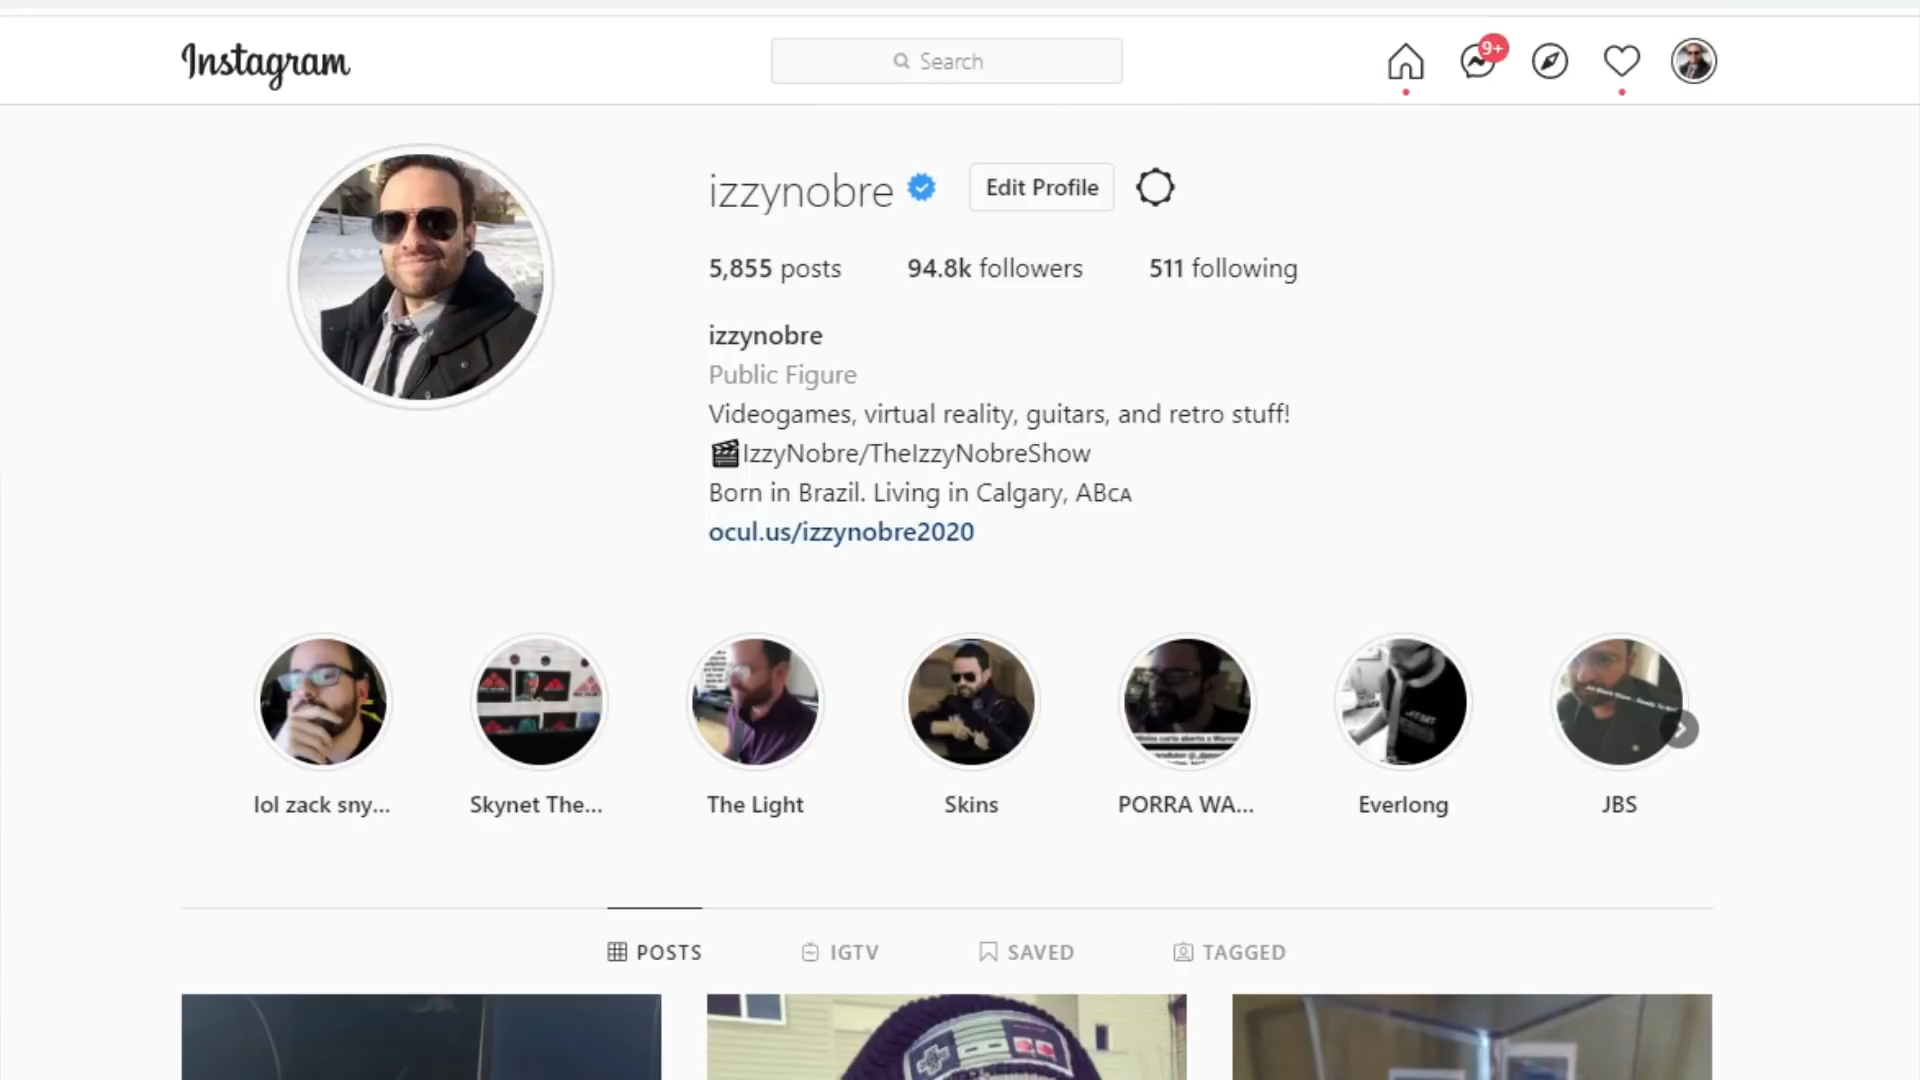 Instagram
Search
9+
izzynobre
Edit Profile
5,855 posts
94.8k followers
511 following
izzynobre
Public Figure
Videogames, virtual reality, guitars, and retro stuff!
🎬IzzyNobre/TheIzzyNobreShow
Born in Brazil. Living in Calgary, ABCA
ocul.us/izzynobre2020
lol zack sny...
Skynet The...
The Light
Skins
PORRA WA...
Everlong
JBS
POSTS
IGTV
SAVED
TAGGED